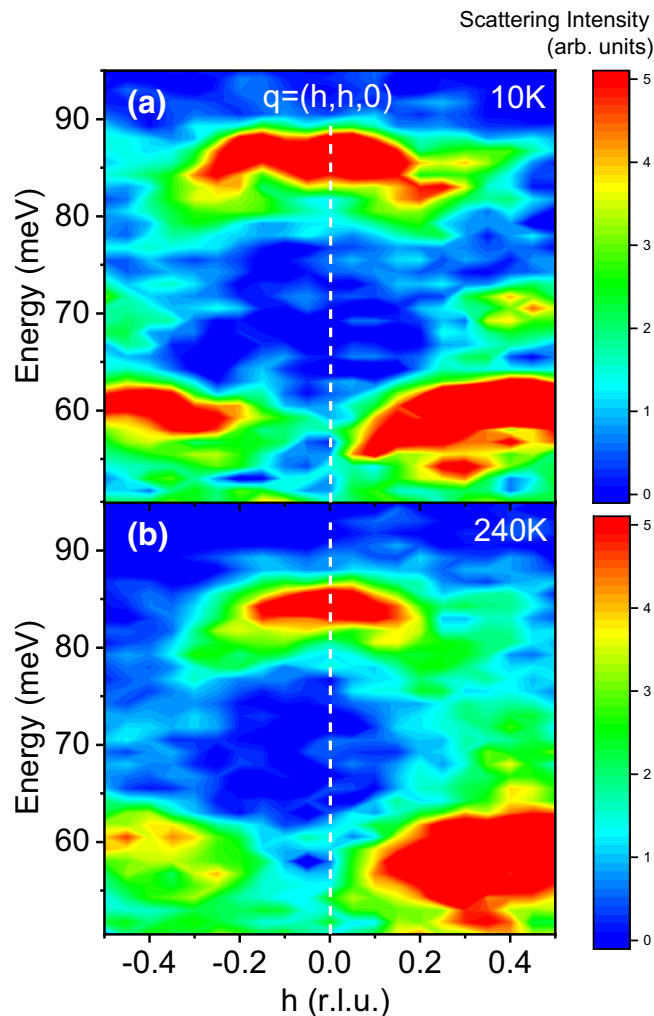 Scattering Intensity
(arb. units)
(a) q=(h,h,0) 10K
90
80
70
60
Energy (meV)
5
4
3
2
1
0
(b) 240K
90
80
70
60
Energy (meV)
5
4
3
2
1
0
-0.4 -0.2 0.0 0.2 0.4
h (r.l.u.)